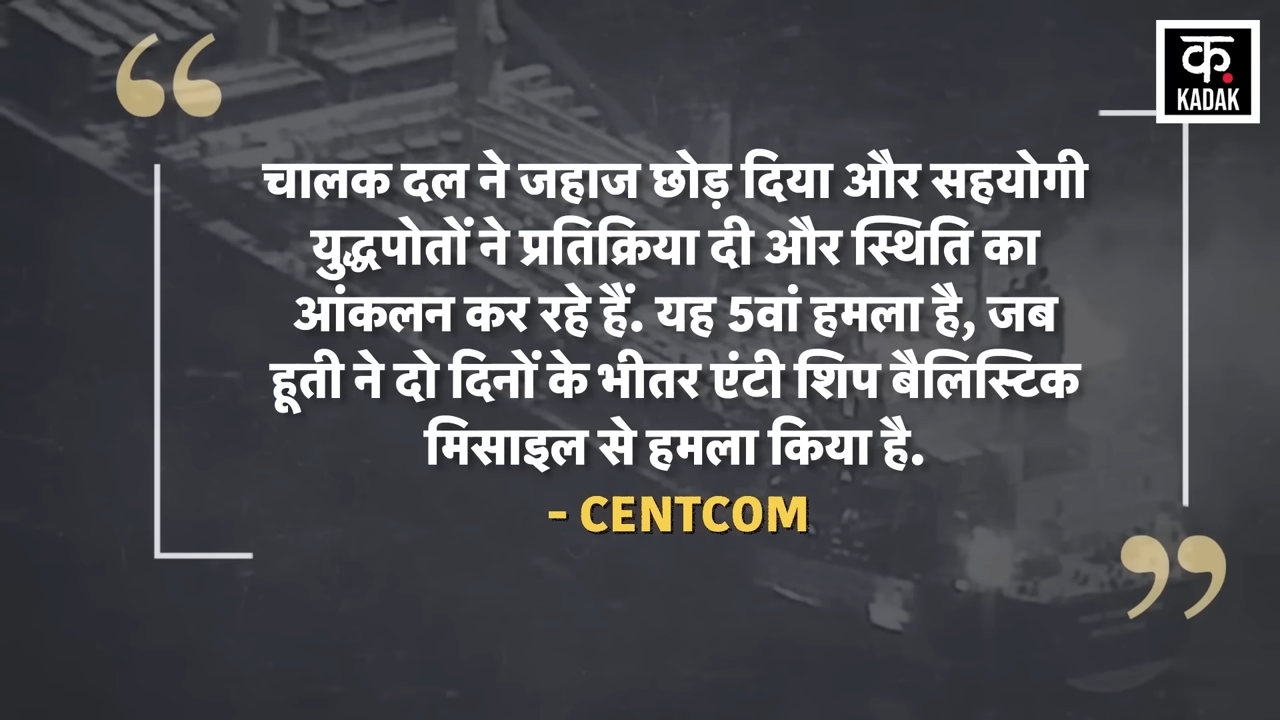 क.
KADAK
चालक दल ने जहाज छोड़ दिया और सहयोगी
युद्धपोतों ने प्रतिक्रिया दी और स्थिति का
आंकलन कर रहे हैं. यह 5वां हमला है, जब
हूती ने दो दिनों के भीतर एंटी शिप बैलिस्टिक
मिसाइल से हमला किया है.
- CENTCOM